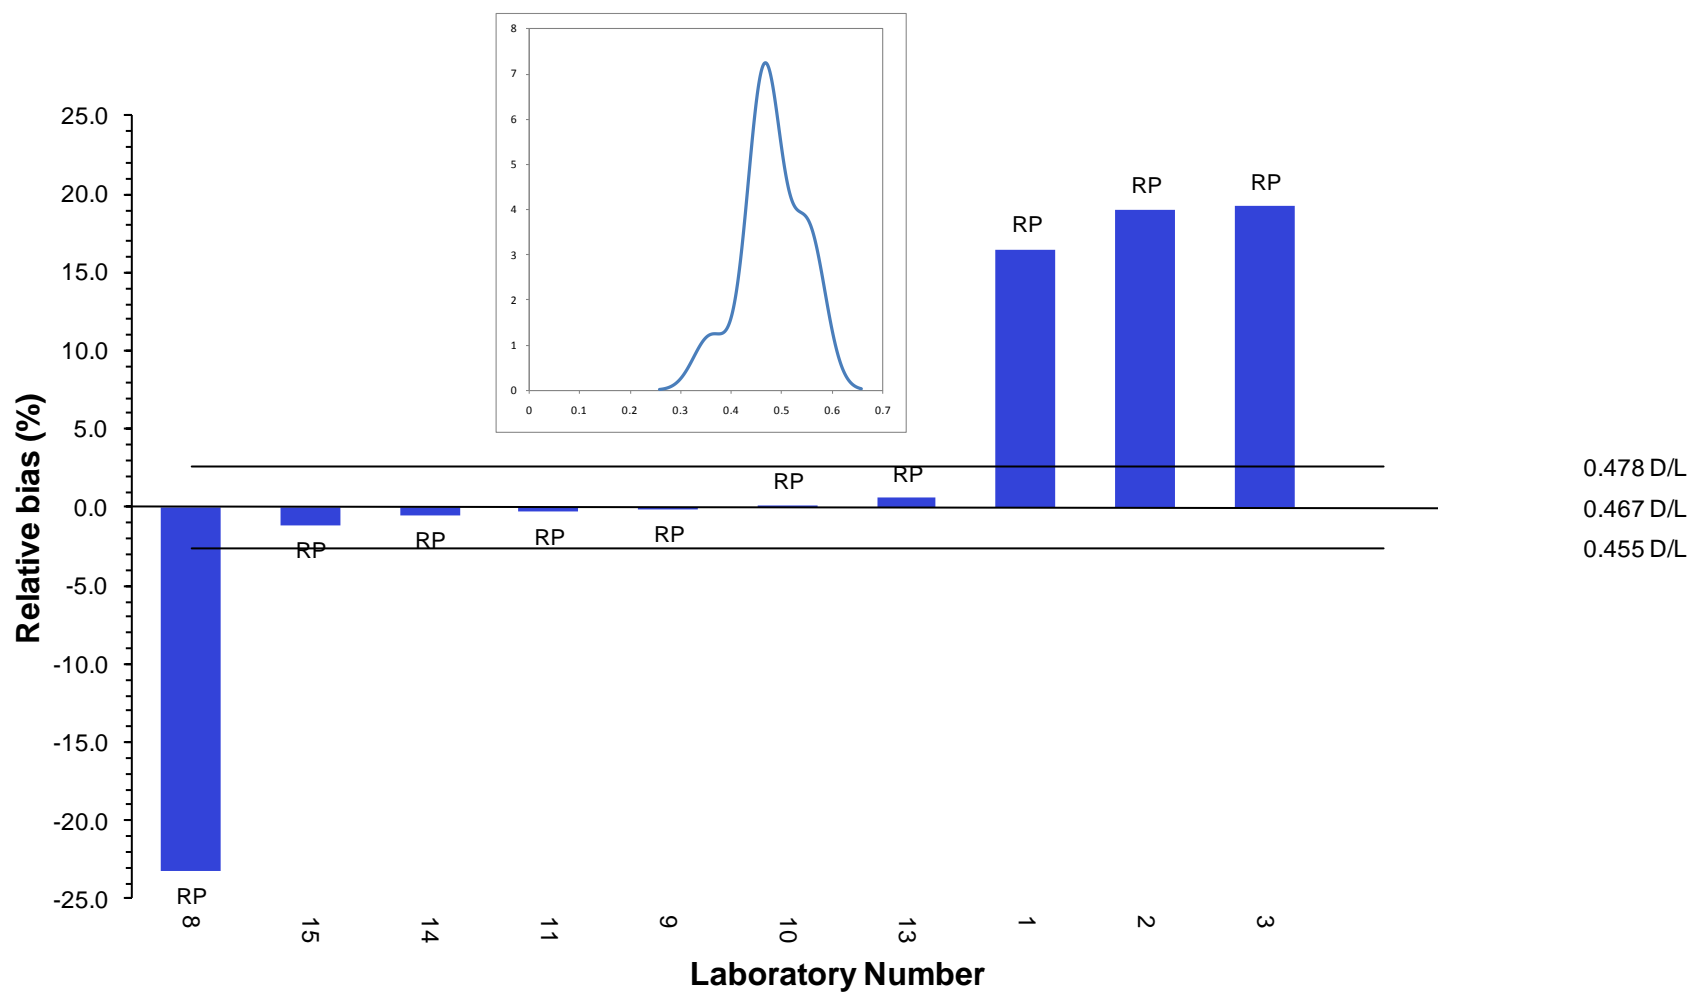 8
7
6
5
4
3
2
1
0
0 0.1 0.2 0.3 0.4 0.5 0.6 0.7
25.0
20.0
15.0
10.0
5.0
0.0
-5.0
-10.0
-15.0
-20.0
-25.0
Relative bias (%)
RP RP RP RP RP RP RP RP RP RP
0.478 D/L
0.467 D/L
0.455 D/L
8 15 14 11 9 10 13 1 2 3
Laboratory Number